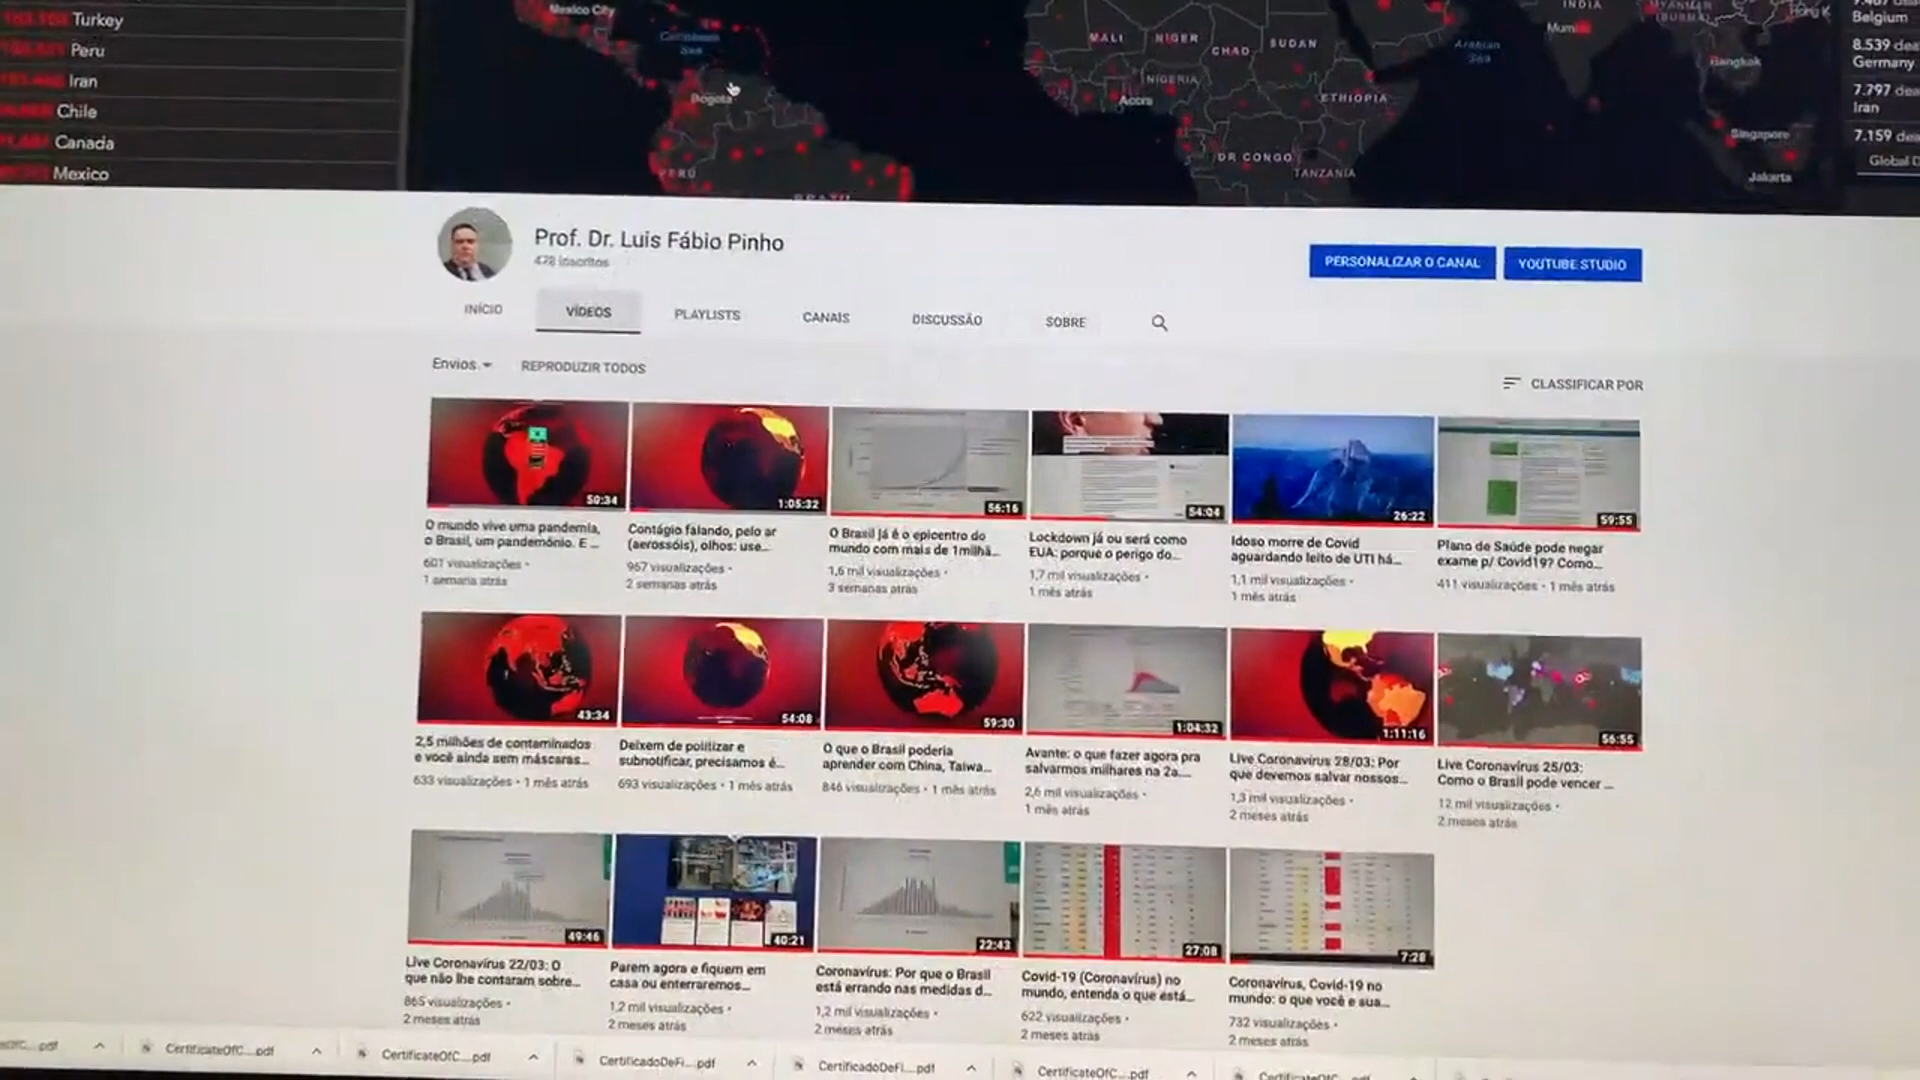 Turkey
Peru
Iran
Chile
Canada
Mexico
Mexico City
Caribbean
Sea
Bogota
PERU
BRAZIL
MALI
NIGER
CHAD
SUDAN
NIGERIA
Accra
ETHIOPIA
DR CONGO
TANZANIA
Arabian
Sea
INDIA
Mumbai
MYANMAR
(BURMA)
Hong K
Bangkok
Singapore
Jakarta
Belgium
8.539 dea
Germany
7.797 dea
Iran
7.159 dea
Global D
Prof. Dr. Luis Fábio Pinho
478 inscritos
PERSONALIZAR O CANAL
YOUTUBE STUDIO
INÍCIO
VÍDEOS
PLAYLISTS
CANAIS
DISCUSSÃO
SOBRE
Envios
REPRODUZIR TODOS
CLASSIFICAR POR
50:34
1:05:32
56:16
54:04
26:22
59:55
O mundo vive uma pandemia,
o Brasil, um pandemônio. E ...
601 visualizações •
1 semana atrás
Contágio falando, pelo ar
(aerossóis), olhos: use...
967 visualizações •
2 semanas atrás
O Brasil já é o epicentro do
mundo com mais de 1milhã...
1,6 mil visualizações •
3 semanas atrás
Lockdown já ou será como
EUA: porque o perigo do...
1,7 mil visualizações •
1 mês atrás
Idoso morre de Covid
aguardando leito de UTI há...
1,1 mil visualizações •
1 mês atrás
Plano de Saúde pode negar
exame p/ Covid19? Como...
411 visualizações • 1 mês atrás
43:34
54:08
59:30
1:04:32
1:11:16
56:55
2,5 milhões de contaminados
e você ainda sem máscaras...
633 visualizações • 1 mês atrás
Deixem de politizar e
subnotificar, precisamos é...
693 visualizações • 1 mês atrás
O que o Brasil poderia
aprender com China, Taiwa...
846 visualizações • 1 mês atrás
Avante: o que fazer agora pra
salvarmos milhares na 2a....
2,6 mil visualizações •
1 mês atrás
Live Coronavírus 28/03: Por
que devemos salvar nossos...
1,3 mil visualizações •
2 meses atrás
Live Coronavírus 25/03:
Como o Brasil pode vencer ...
12 mil visualizações •
2 meses atrás
49:46
40:21
22:43
27:08
7:28
Live Coronavírus 22/03: O
que não lhe contaram sobre...
865 visualizações •
2 meses atrás
Parem agora e fiquem em
casa ou enterraremos...
1,2 mil visualizações •
2 meses atrás
Coronavírus: Por que o Brasil
está errando nas medidas d...
1,2 mil visualizações •
2 meses atrás
Covid-19 (Coronavírus) no
mundo, entenda o que está...
622 visualizações •
2 meses atrás
Coronavírus, Covid-19 no
mundo: o que você e sua...
732 visualizações •
2 meses atrás
CertificateOfC....pdf
CertificateOfC....pdf
CertificadoDeFi....pdf
CertificadoDeFi....pdf
CertificateOfC....pdf
CertificateOfC....pdf